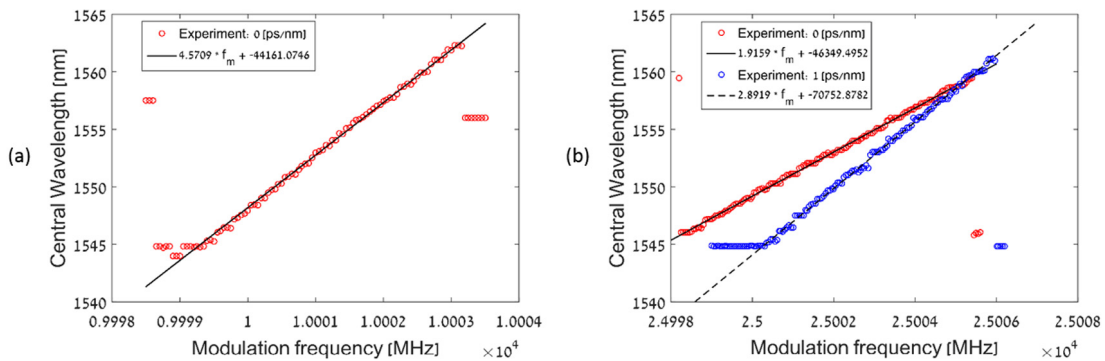 (a)
Central Wavelength [nm]
1565
1560
1555
1550
1545
1540
Experiment: 0 [ps/nm]
4.5709 * f_m + -44161.0746
0.9998
0.9999
1
1.0001
1.0002
1.0003
1.0004
Modulation frequency [MHz]
×10⁴
(b)
Central Wavelength [nm]
1565
1560
1555
1550
1545
1540
Experiment: 0 [ps/nm]
1.9159 * f_m + -46349.4952
Experiment: 1 [ps/nm]
2.8919 * f_m + -70752.8782
2.4998
2.5
2.5002
2.5004
2.5006
2.5008
Modulation frequency [MHz]
×10⁴